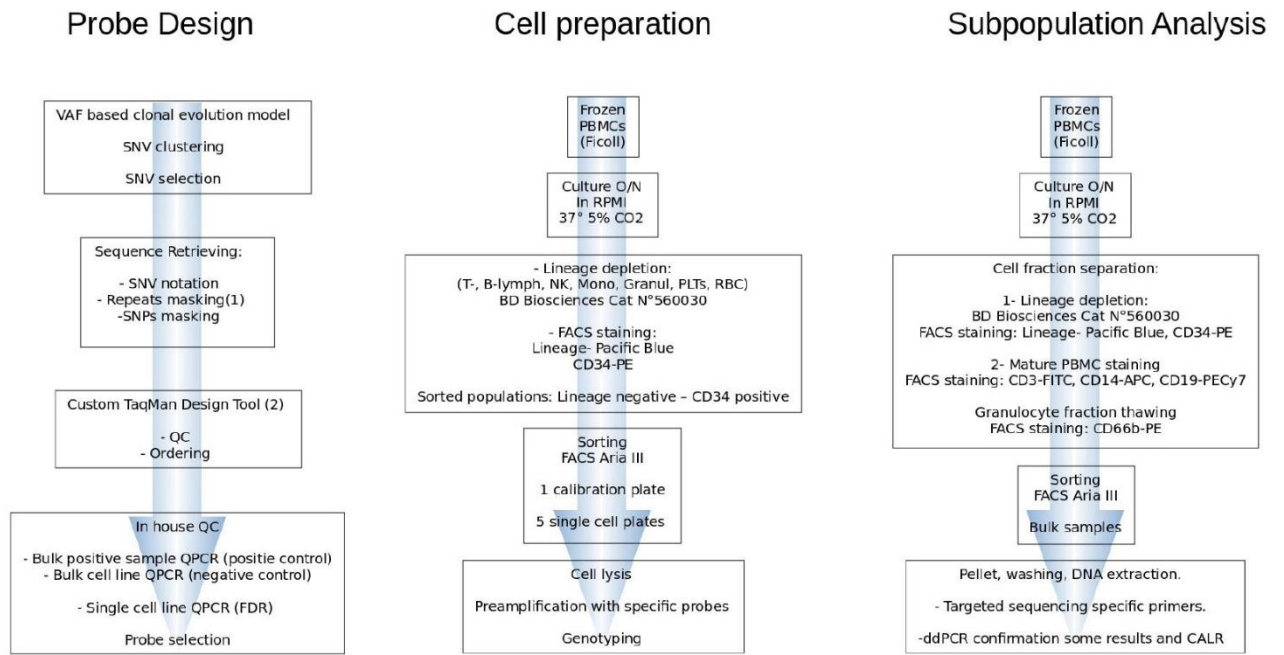 Probe Design
VAF based clonal evolution model
SNV clustering
SNV selection
Sequence Retrieving:
- SNV notation
- Repeats masking(1)
-SNPs masking
Custom TaqMan Design Tool (2)
- QC
- Ordering
In house QC
- Bulk positive sample QPCR (positie control)
- Bulk cell line QPCR (negative control)
- Single cell line QPCR (FDR)
Probe selection
Cell preparation
Frozen
PBMCs
(Ficoll)
Culture O/N
In RPMI
37° 5% CO2
- Lineage depletion:
(T-, B-lymph, NK, Mono, Granul, PLTs, RBC)
BD Biosciences Cat N°560030
- FACS staining:
Lineage- Pacific Blue
CD34-PE
Sorted populations: Lineage negative – CD34 positive
Sorting
FACS Aria III
1 calibration plate
5 single cell plates
Cell lysis
Preamplification with specific probes
Genotyping
Subpopulation Analysis
Frozen
PBMCs
(Ficoll)
Culture O/N
In RPMI
37° 5% CO2
Cell fraction separation:
1- Lineage depletion:
BD Biosciences Cat N°560030
FACS staining: Lineage- Pacific Blue, CD34-PE
2- Mature PBMC staining
FACS staining: CD3-FITC, CD14-APC, CD19-PECy7
Granulocyte fraction thawing
FACS staining: CD66b-PE
Sorting
FACS Aria III
Bulk samples
Pellet, washing, DNA extraction.
- Targeted sequencing specific primers.
-ddPCR confirmation some results and CALR